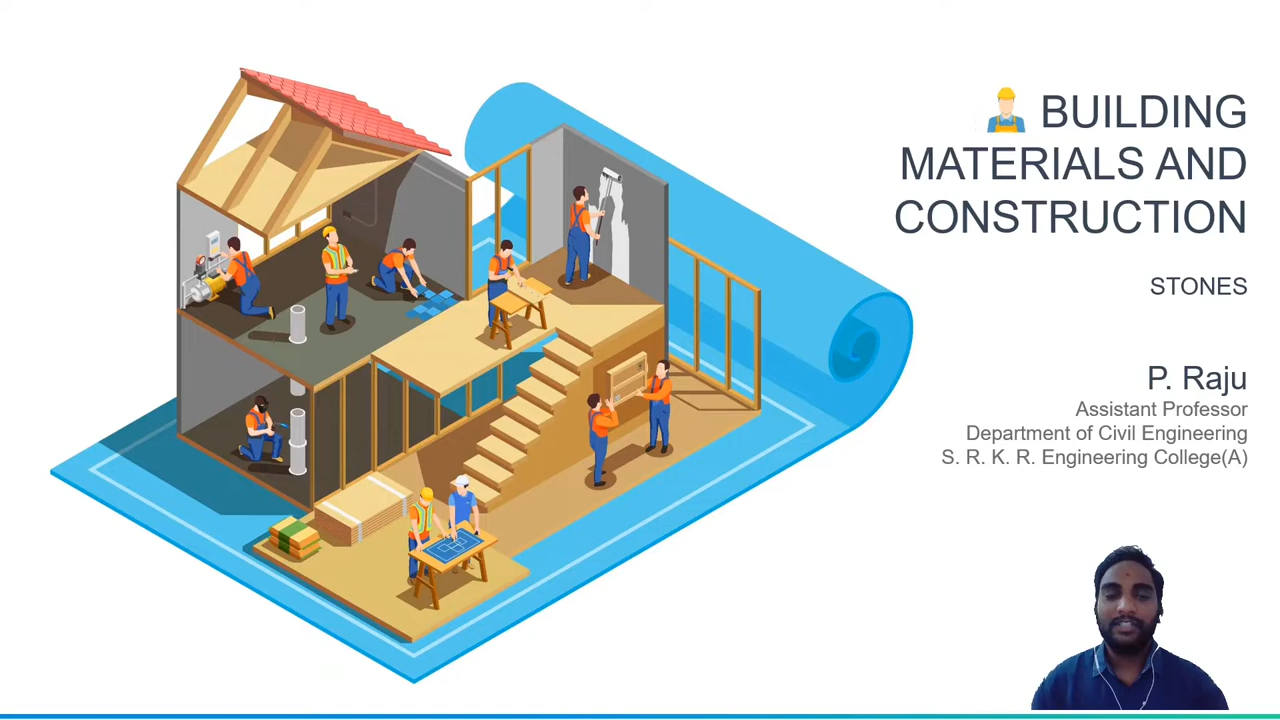 BUILDING
MATERIALS AND
CONSTRUCTION
STONES
P. Raju
Assistant Professor
Department of Civil Engineering
S. R. K. R. Engineering College(A)